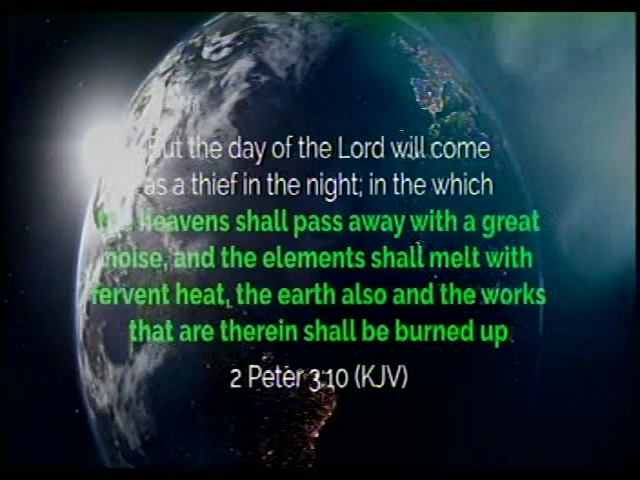 But the day of the Lord will come
as a thief in the night; in the which
the heavens shall pass away with a great
noise, and the elements shall melt with
fervent heat, the earth also and the works
that are therein shall be burned up
2 Peter 3:10 (KJV)